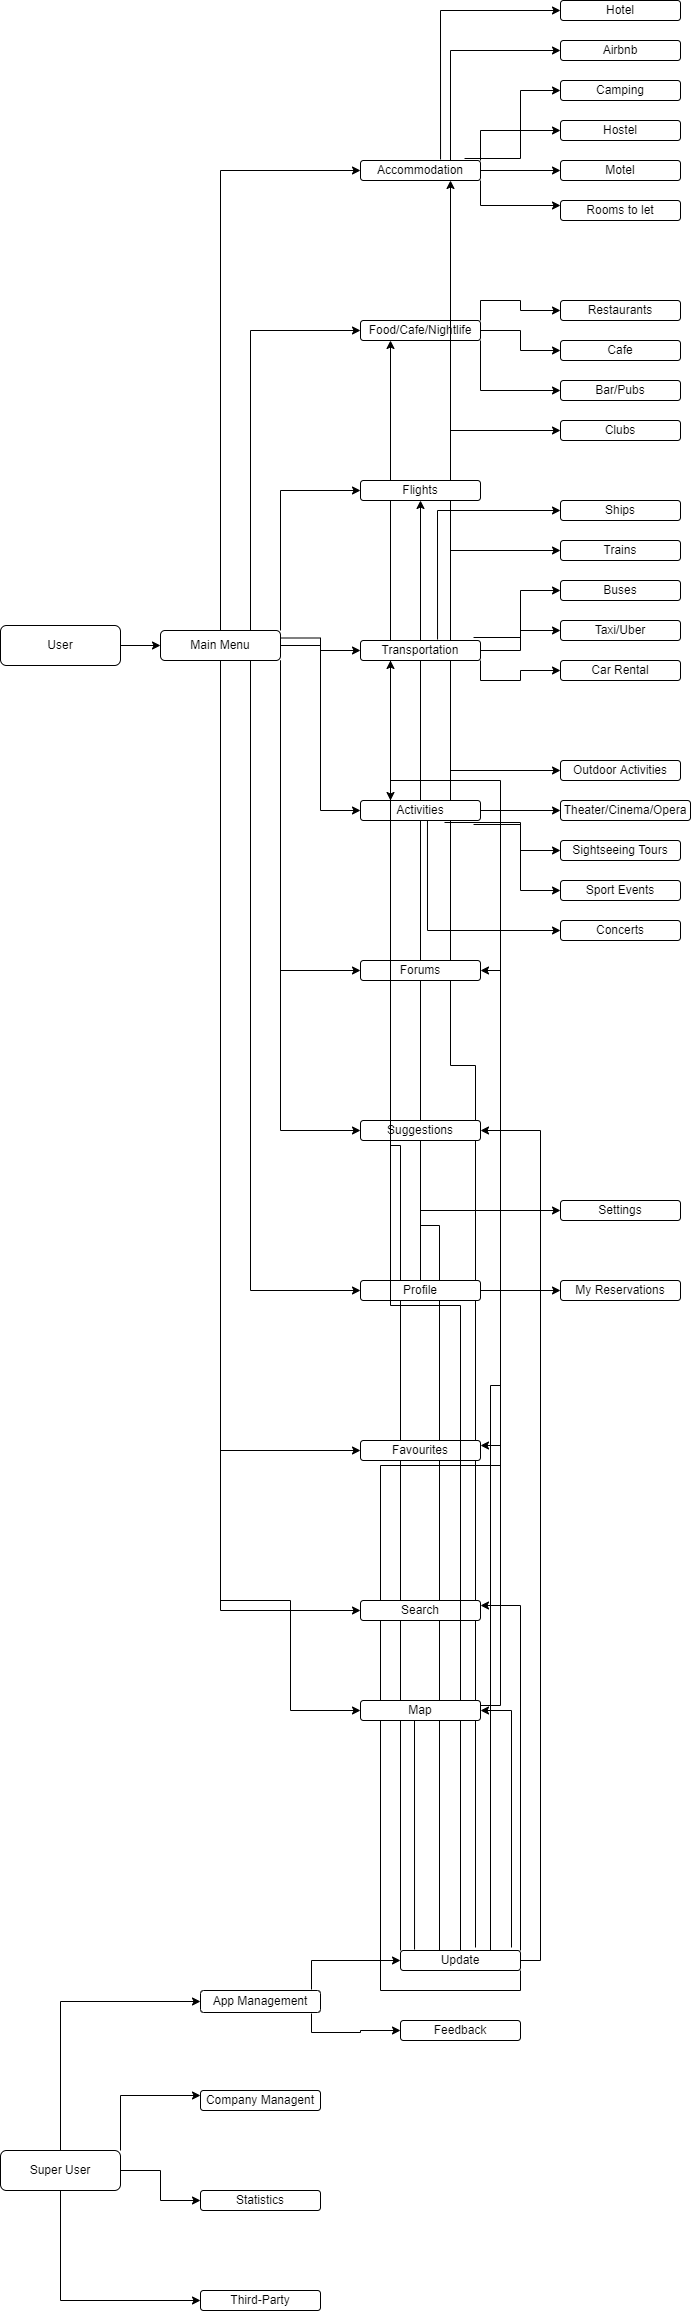 Hotel
Airbnb
Camping
Hostel
Accommodation
Motel
Rooms to let
Restaurants
Food/Cafe/Nightlife
Cafe
Bar/Pubs
Clubs
Flights
Ships
Trains
Buses
Taxi/Uber
User
Main Menu
Transportation
Car Rental
Outdoor Activities
Activities
Theater/Cinema/Opera
Sightseeing Tours
Sport Events
Concerts
Forums
Suggestions
Settings
Profile
My Reservations
Favourites
Search
Map
Update
App Management
Feedback
Company Managent
Super User
Statistics
Third-Party